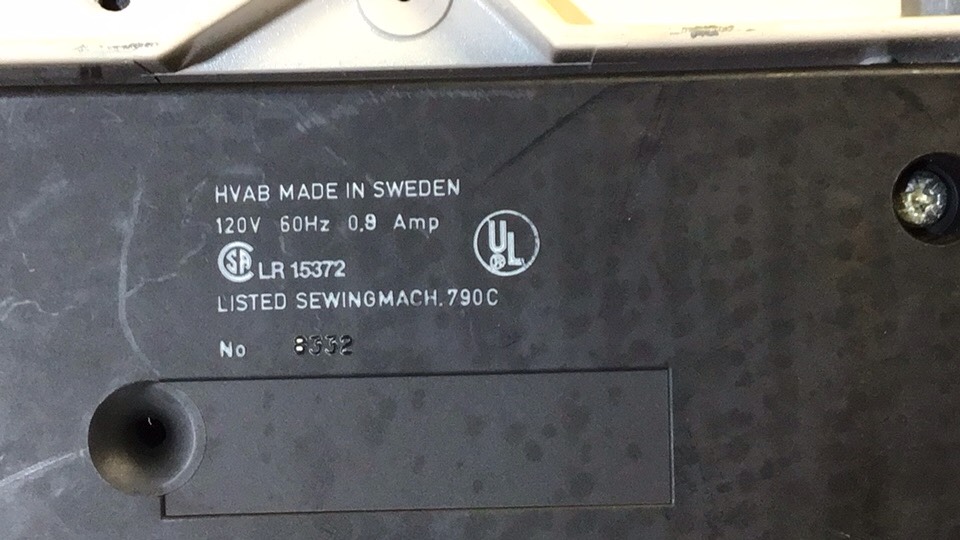 HVAB MADE IN SWEDEN
120V 60Hz 0.9 Amp
UL
SA LR 15372
LISTED SEWINGMACH. 790C
No 8332